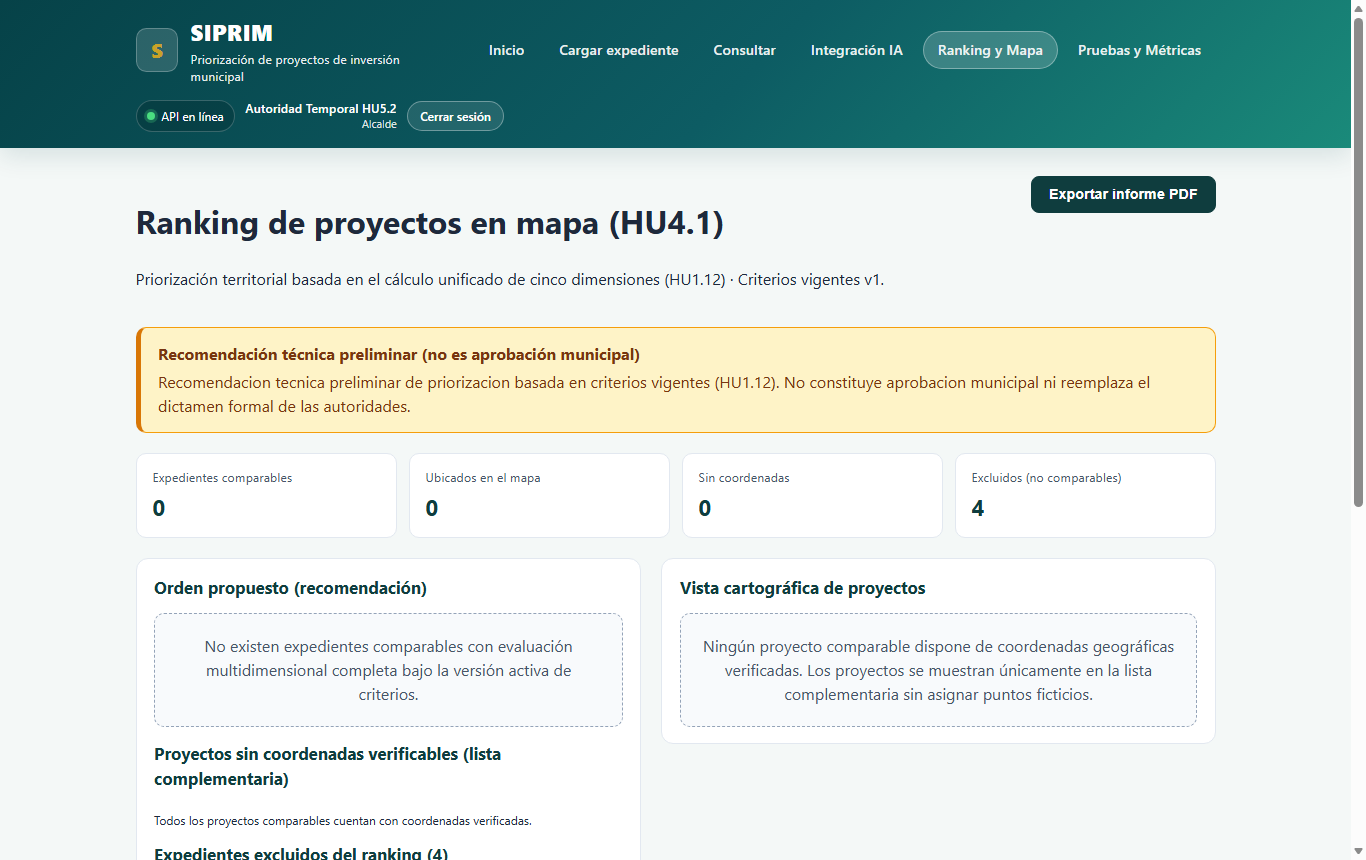 S
SIPRIM
Priorización de proyectos de inversión
municipal
Inicio
Cargar expediente
Consultar
Integración IA
Ranking y Mapa
Pruebas y Métricas
API en línea
Autoridad Temporal HU5.2
Alcalde
Cerrar sesión
Exportar informe PDF
Ranking de proyectos en mapa (HU4.1)
Priorización territorial basada en el cálculo unificado de cinco dimensiones (HU1.12) · Criterios vigentes v1.
Recomendación técnica preliminar (no es aprobación municipal)
Recomendacion tecnica preliminar de priorizacion basada en criterios vigentes (HU1.12). No constituye aprobacion municipal ni reemplaza el
dictamen formal de las autoridades.
Expedientes comparables
0
Ubicados en el mapa
0
Sin coordenadas
0
Excluidos (no comparables)
4
Orden propuesto (recomendación)
No existen expedientes comparables con evaluación
multidimensional completa bajo la versión activa de
criterios.
Proyectos sin coordenadas verificables (lista
complementaria)
Todos los proyectos comparables cuentan con coordenadas verificadas.
Expedientes excluidos del ranking (4)
Vista cartográfica de proyectos
Ningún proyecto comparable dispone de coordenadas geográficas
verificadas. Los proyectos se muestran únicamente en la lista
complementaria sin asignar puntos ficticios.